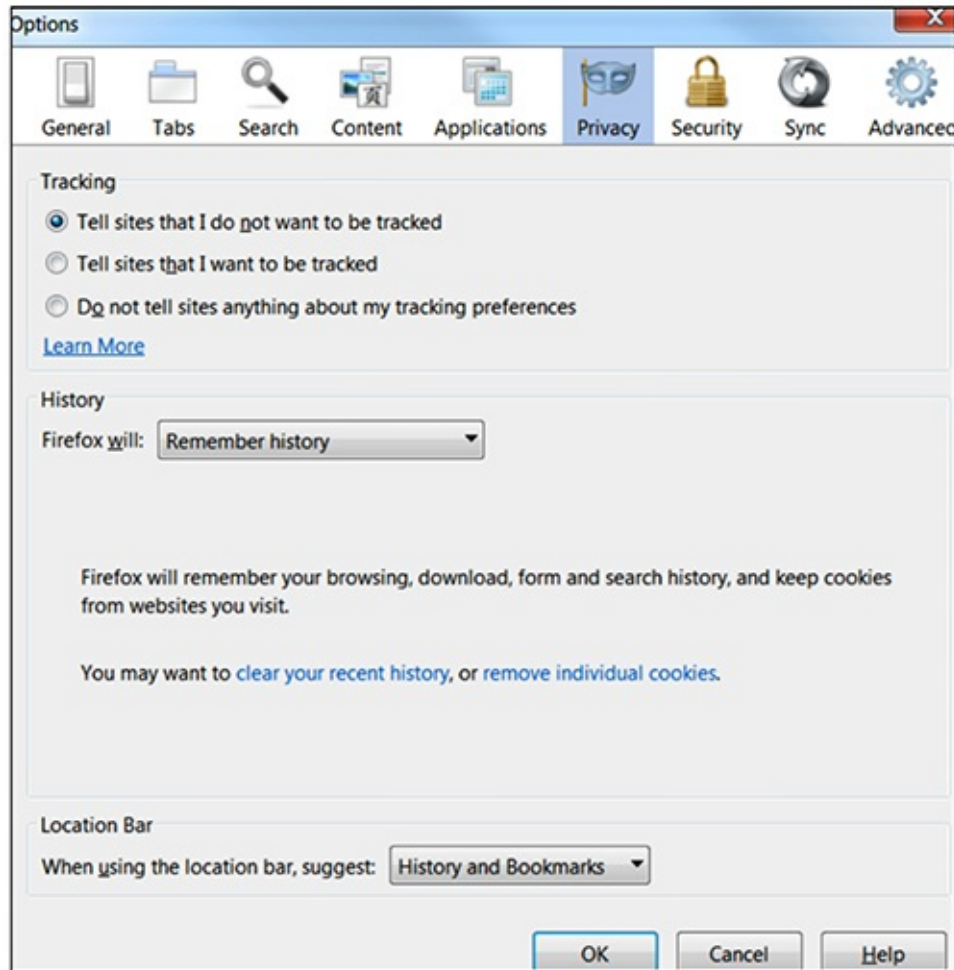 Options
General Tabs Search Content Applications Privacy Security Sync Advanced
Tracking
Tell sites that I do not want to be tracked
Tell sites that I want to be tracked
Do not tell sites anything about my tracking preferences
Learn More
History
Firefox will: Remember history
Firefox will remember your browsing, download, form and search history, and keep cookies
from websites you visit.
You may want to clear your recent history, or remove individual cookies.
Location Bar
When using the location bar, suggest: History and Bookmarks
OK Cancel Help